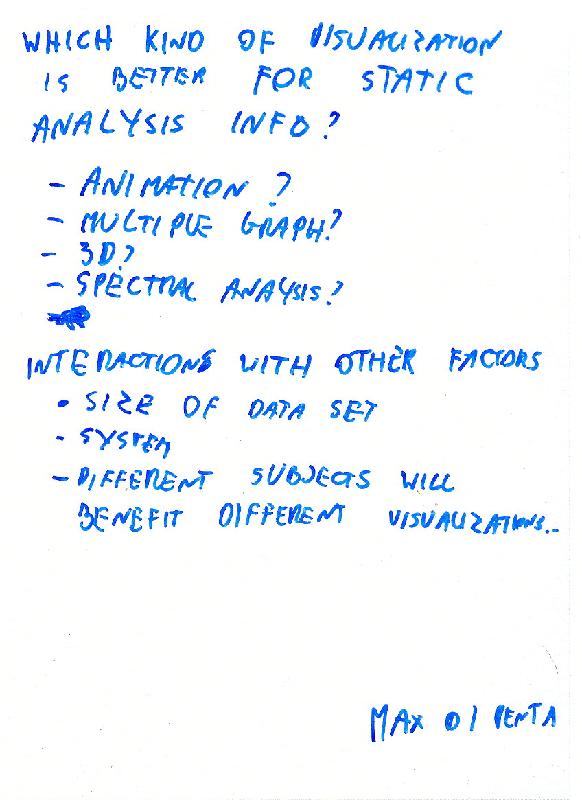 WHICH KIND OF VISUALIZATION
IS BETTER FOR STATIC
ANALYSIS INFO?
- ANIMATION ?
- MULTIPLE GRAPH?
- 3D?
- SPECTRAL ANALYSIS?
INTERACTIONS WITH OTHER FACTORS
• SIZE OF DATA SET
- SYSTEM
- DIFFERENT SUBJECTS WILL
BENEFIT DIFFERENT VISUALIZATIONS...
MAX DI PENTA